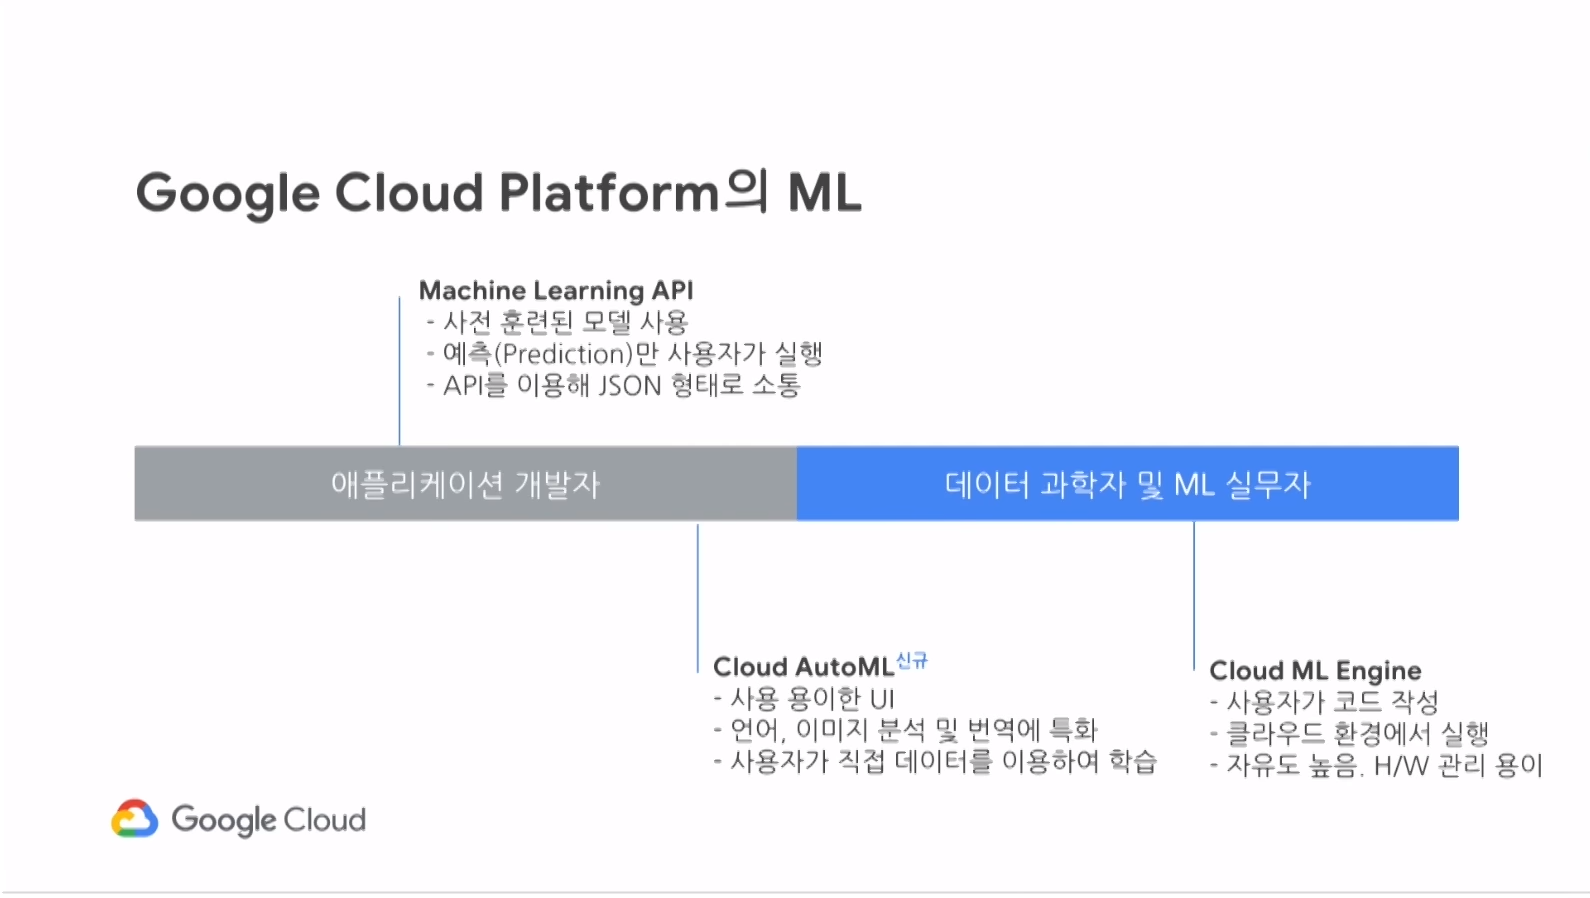 Google Cloud Platform의 ML
Machine Learning API
- 사전 훈련된 모델 사용
- 예측(Prediction)만 사용자가 실행
- API를 이용해 JSON 형태로 소통
애플리케이션 개발자
데이터 과학자 및 ML 실무자
Cloud AutML신규
- 사용 용이한 UI
- 언어, 이미지 분석 및 번역에 특화
- 사용자가 직접 데이터를 이용하여 학습
Cloud ML Engine
- 사용자가 코드 작성
- 클라우드 환경에서 실행
- 자유도 높음. H/W 관리 용이
Google Cloud